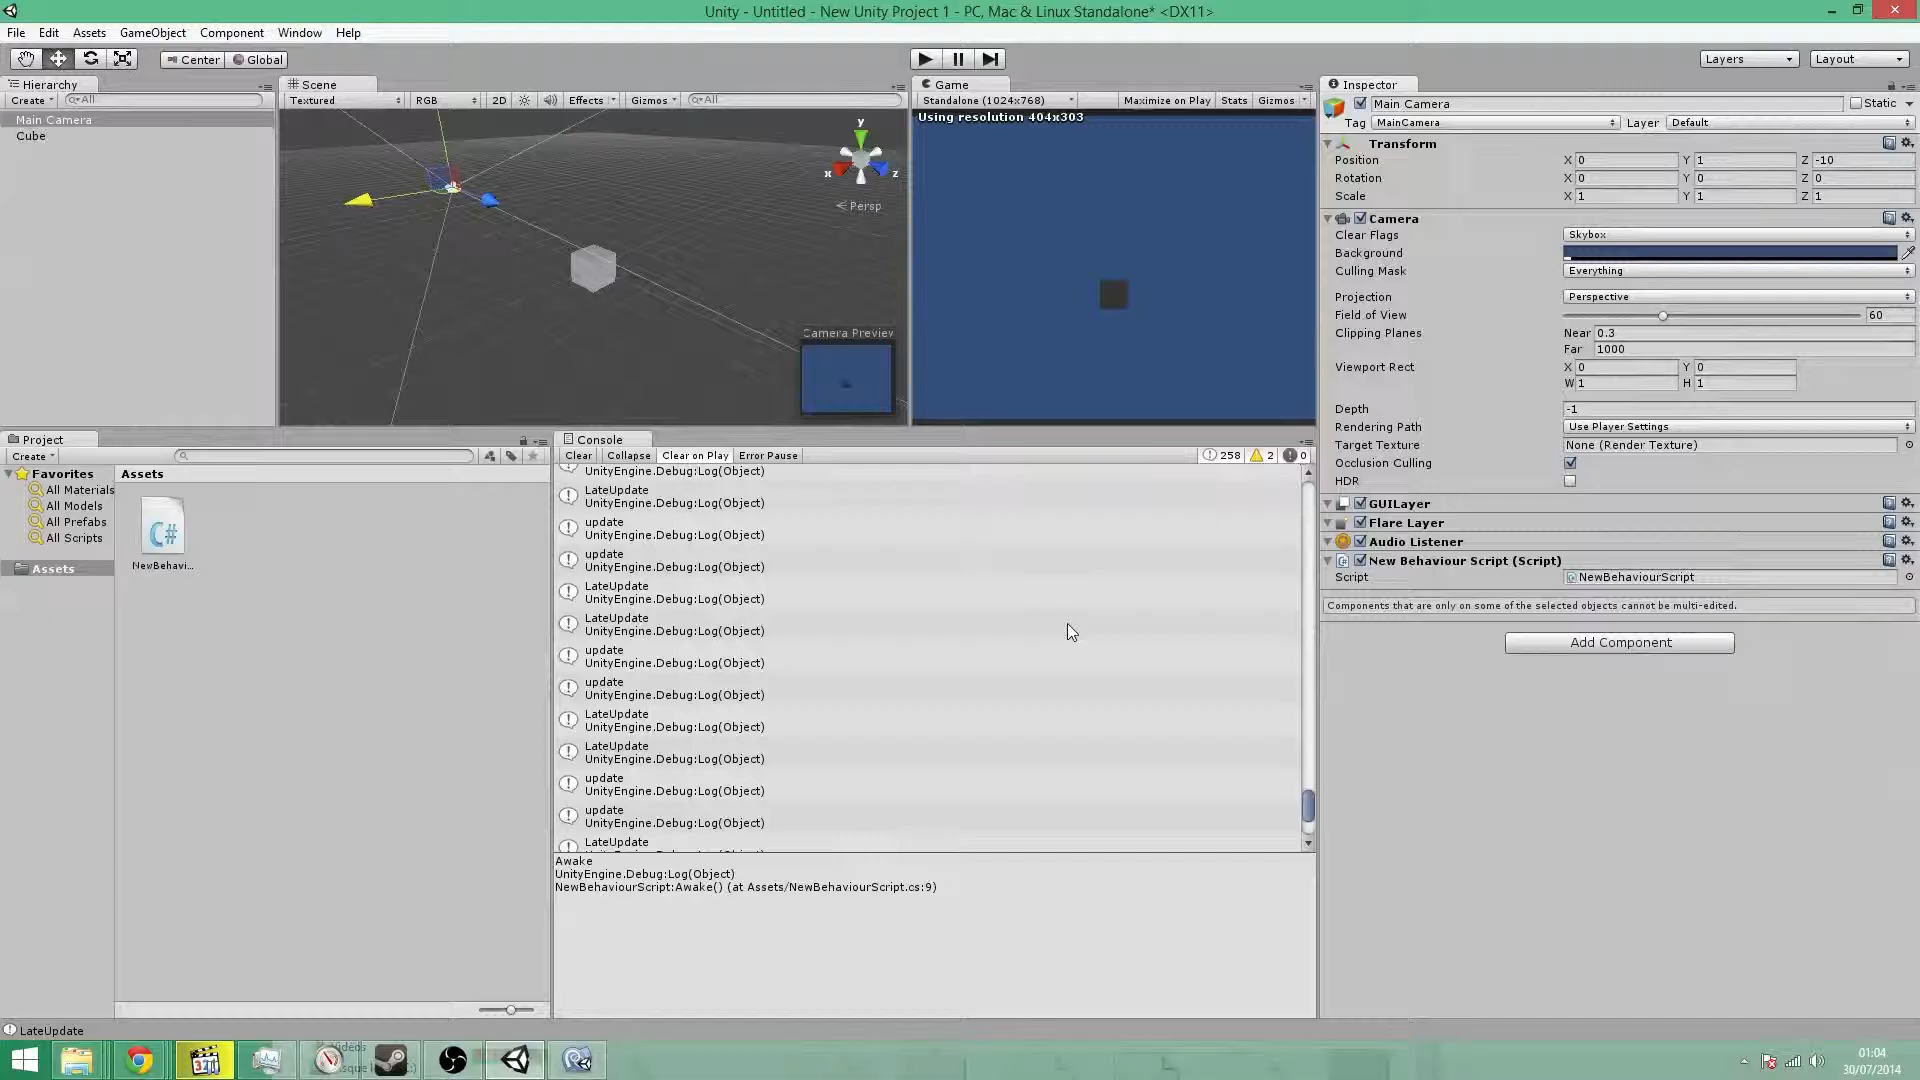 Unity - Untitled - New Unity Project 1 - PC, Mac & Linux Standalone* <DX11>
File Edit Assets GameObject Component Window Help
Center Global
Layers Layout
Hierarchy
Create All
Main Camera
Cube
Scene
Textured RGB 2D Effects Gizmos All
y
x z
Persp
Camera Preview
Game
Standalone (1024x768) Maximize on Play Stats Gizmos
Using resolution 404x303
Inspector
Main Camera Static
Tag MainCamera Layer Default
Transform
Position X 0 Y 1 Z -10
Rotation X 0 Y 0 Z 0
Scale X 1 Y 1 Z 1
Camera
Clear Flags Skybox
Background
Culling Mask Everything
Projection Perspective
Field of View 60
Clipping Planes Near 0.3
Far 1000
Viewport Rect X 0 Y 0
W 1 H 1
Depth -1
Rendering Path Use Player Settings
Target Texture None (Render Texture)
Occlusion Culling
HDR
GUILayer
Flare Layer
Audio Listener
New Behaviour Script (Script)
Script NewBehaviourScript
Components that are only on some of the selected objects cannot be multi-edited.
Add Component
Project
Create
Favorites
All Materials
All Models
All Prefabs
All Scripts
Assets
Assets
C#
NewBehavi...
Console
Clear Collapse Clear on Play Error Pause 258 2 0
UnityEngine.Debug:Log(Object)
LateUpdate
UnityEngine.Debug:Log(Object)
update
UnityEngine.Debug:Log(Object)
update
UnityEngine.Debug:Log(Object)
LateUpdate
UnityEngine.Debug:Log(Object)
LateUpdate
UnityEngine.Debug:Log(Object)
update
UnityEngine.Debug:Log(Object)
update
UnityEngine.Debug:Log(Object)
LateUpdate
UnityEngine.Debug:Log(Object)
LateUpdate
UnityEngine.Debug:Log(Object)
update
UnityEngine.Debug:Log(Object)
update
UnityEngine.Debug:Log(Object)
LateUpdate
Awake
UnityEngine.Debug:Log(Object)
NewBehaviourScript:Awake() (at Assets/NewBehaviourScript.cs:9)
LateUpdate
321
01:04
30/07/2014